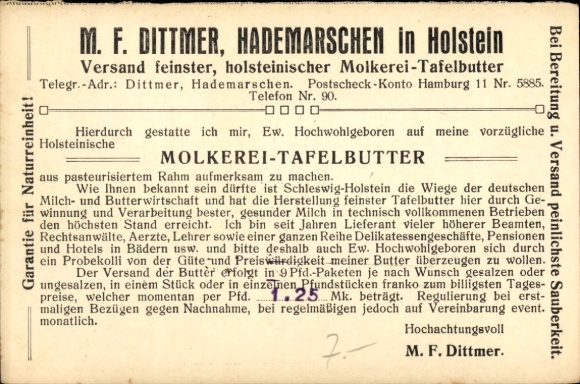 M. F. DITTMER, HADEMARSCHEN in Holstein
Versand feinster, holsteinischer Molkerei-Tafelbutter
Telegr.-Adr.: Dittmer, Hademarschen. Postscheck-Konto Hamburg 11 Nr. 5885.
Telefon Nr. 90.
Hierdurch gestatte ich mir, Ew. Hochwohlgeboren auf meine vorzügliche
Holsteinische
MOLKEREI-TAFELBUTTER
aus pasteurisiertem Rahm aufmerksam zu machen.
Wie Ihnen bekannt sein dürfte ist Schleswig-Holstein die Wiege der deutschen
Milch- und Butterwirtschaft und hat die Herstellung feinster Tafelbutter hier durch Ge-
winnung und Verarbeitung bester, gesunder Milch in technisch vollkommenen Betrieben
den höchsten Stand erreicht. Ich bin seit Jahren Lieferant vieler höherer Beamten,
Rechtsanwälte, Aerzte, Lehrer sowie einer ganzen Reihe Delikatessengeschäfte, Pensionen
und Hotels in Bädern usw. und bitte deshalb auch Ew. Hochwohlgeboren sich durch
ein Probekolli von der Güte und Preiswürdigkeit meiner Butter überzeugen zu wollen.
Der Versand der Butter erfolgt in 9 Pfd.-Paketen je nach Wunsch gesalzen oder
ungesalzen, in einem Stück oder in einzelnen Pfundstücken franko zum billigsten Tages-
preise, welcher momentan per Pfd. 1.25 Mk. beträgt. Regulierung bei erst-
maligen Bezügen gegen Nachnahme, bei regelmäßigen jedoch auf Vereinbarung event.
monatlich.
Hochachtungsvoll
M. F. Dittmer.
7.-
Garantie für Naturreinheit!
Bei Bereitung u. Versand peinlichste Sauberkeit.